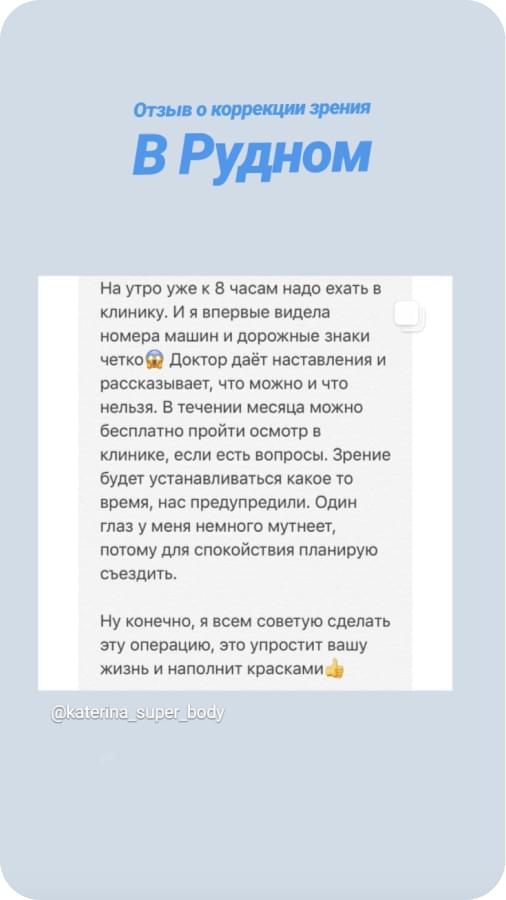 Отзыв о коррекции зрения
В Рудном
На утро уже к 8 часам надо ехать в
клинику. И я впервые видела
номера машин и дорожные знаки
четко😱 Доктор даёт наставления и
рассказывает, что можно и что
нельзя. В течении месяца можно
бесплатно пройти осмотр в
клинике, если есть вопросы. Зрение
будет устанавливаться какое то
время, нас предупредили. Один
глаз у меня немного мутнеет,
потому для спокойствия планирую
съездить.
Ну конечно, я всем советую сделать
эту операцию, это упростит вашу
жизнь и наполнит красками👍
@katerina_super_body